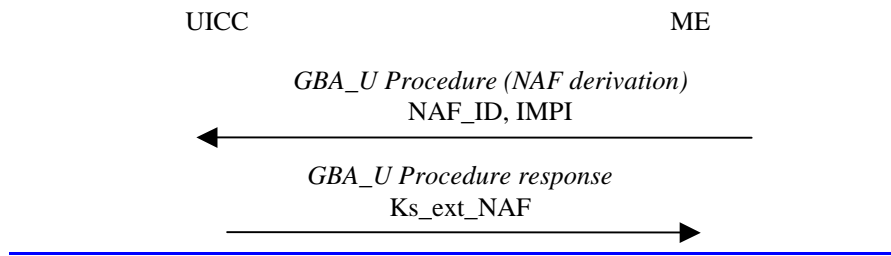 UICC ME
GBA_U Procedure (NAF derivation)
NAF_ID, IMPI
GBA_U Procedure response
Ks_ext_NAF